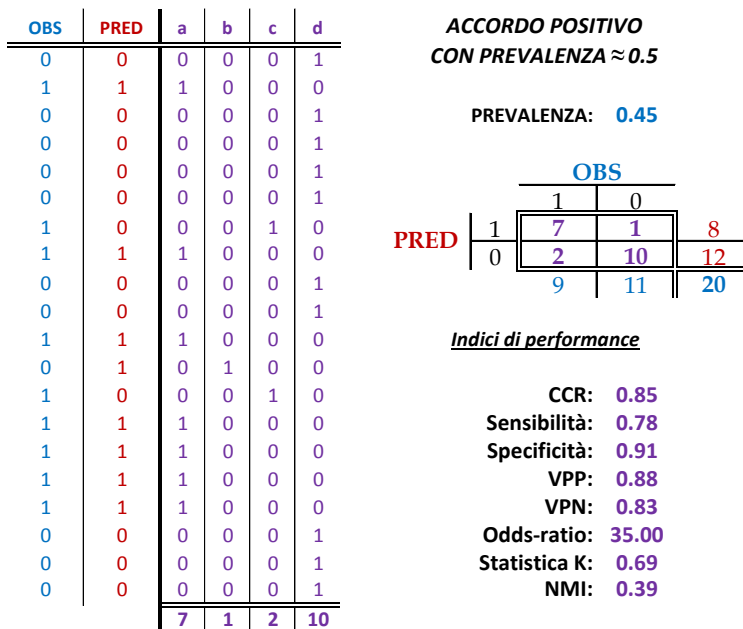 OBS PRED a b c d
0 0 0 0 0 1
1 1 1 0 0 0
0 0 0 0 0 1
0 0 0 0 0 1
0 0 0 0 0 1
0 0 0 0 0 1
1 0 0 0 1 0
1 1 1 0 0 0
0 0 0 0 0 1
0 0 0 0 0 1
1 1 1 0 0 0
0 1 0 1 0 0
1 0 0 0 1 0
1 1 1 0 0 0
1 1 1 0 0 0
1 1 1 0 0 0
1 1 1 0 0 0
0 0 0 0 0 1
0 0 0 0 0 1
0 0 0 0 0 1
7 1 2 10
ACCORDO POSITIVO
CON PREVALENZA ≈ 0.5
PREVALENZA: 0.45
OBS
1 0
PRED 1 7 1 8
0 2 10 12
9 11 20
Indici di performance
CCR: 0.85
Sensibilità: 0.78
Specificità: 0.91
VPP: 0.88
VPN: 0.83
Odds-ratio: 35.00
Statistica K: 0.69
NMI: 0.39